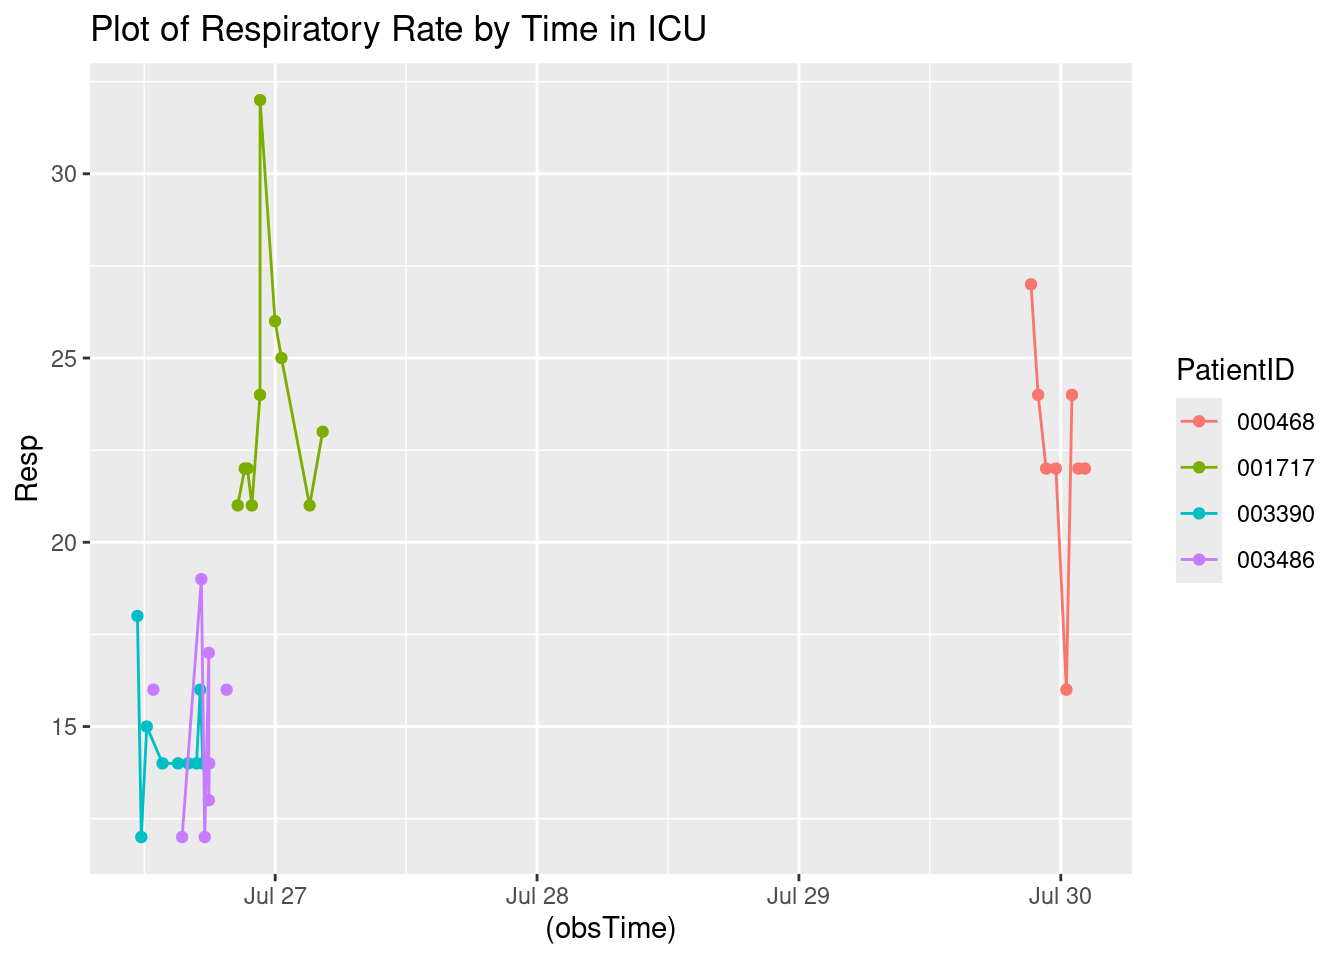 Plot of Respiratory Rate by Time in ICU
30
25
20
15
Resp
Jul 27
Jul 28
Jul 29
Jul 30
(obsTime)
PatientID
000468
001717
003390
003486